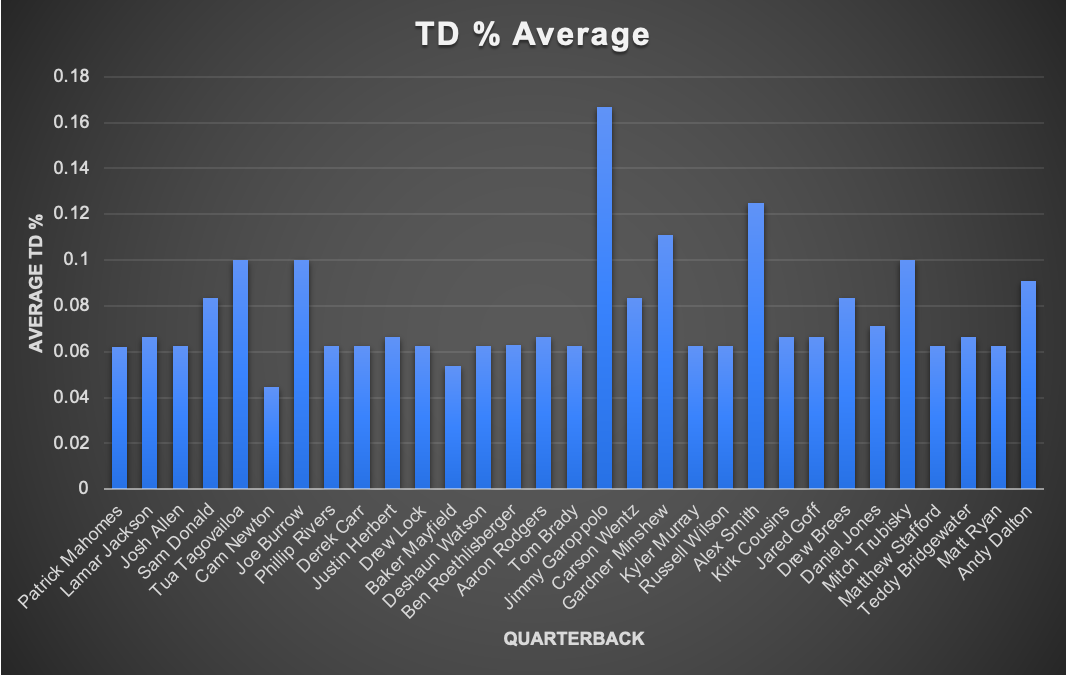 TD % Average
0.18
0.16
0.14
0.12
0.1
0.08
0.06
0.04
0.02
0
AVERAGE TD %
Patrick Mahomes
Lamar Jackson
Josh Allen
Sam Donald
Tua Tagovailoa
Cam Newton
Joe Burrow
Philip Rivers
Derek Carr
Justin Herbert
Drew Lock
Baker Mayfield
Deshaun Watson
Ben Roethlisberger
Aaron Rodgers
Tom Brady
Jimmy Garoppolo
Carson Wentz
Gardner Minshew
Kyler Murray
Russell Wilson
Alex Smith
Kirk Cousins
Jared Goff
Drew Brees
Daniel Jones
Mitch Trubisky
Matthew Stafford
Teddy Bridgewater
Matt Ryan
Andy Dalton
QUARTERBACK